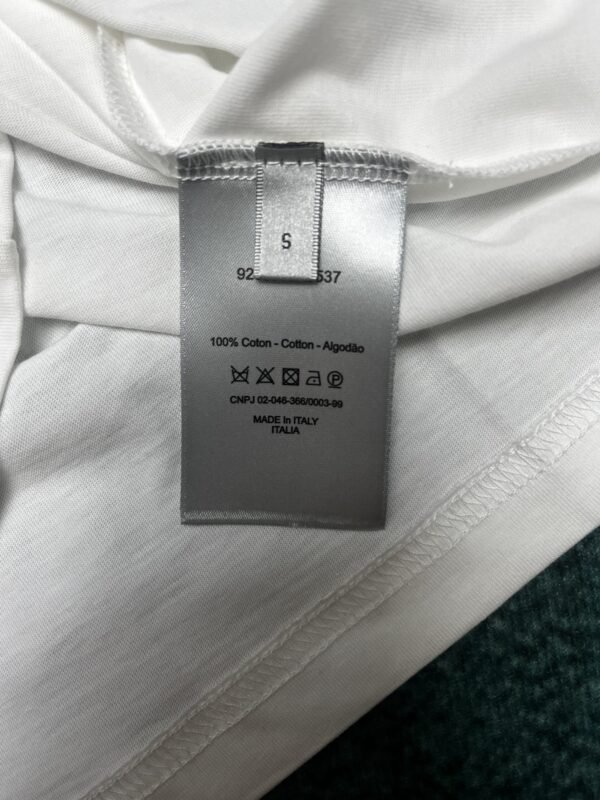 S
92 537
100% Coton - Cotton - Algodão
CNPJ 02-046-366/0003-99
MADE In ITALY
ITALIA